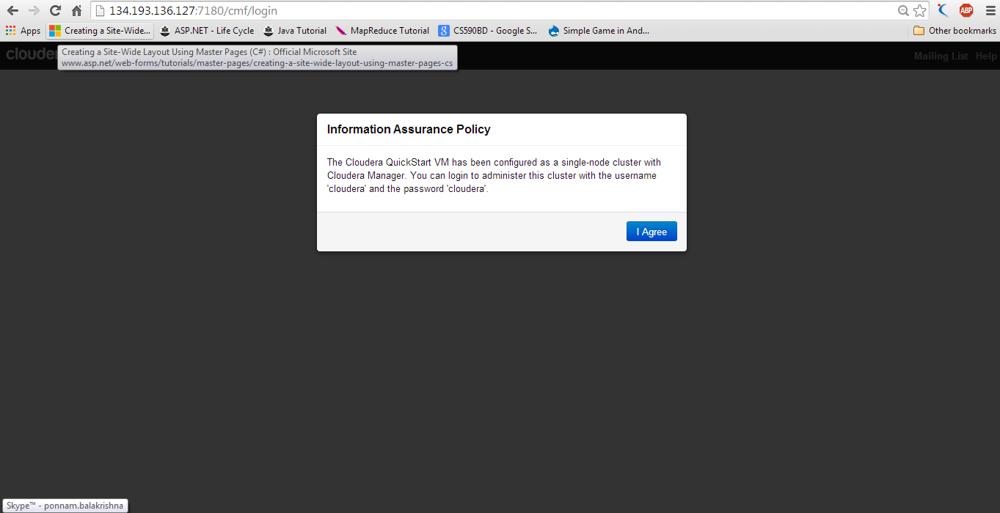 134.193.136.127:7180/cmf/login
Apps Creating a Site-Wide... ASP.NET - Life Cycle Java Tutorial MapReduce Tutorial CS590BD - Google S... Simple Game in And... Other bookmarks
ABP
clouder Mailing List Help
Creating a Site-Wide Layout Using Master Pages (C#) : Official Microsoft Site
www.asp.net/web-forms/tutorials/master-pages/creating-a-site-wide-layout-using-master-pages-cs
Information Assurance Policy
The Cloudera QuickStart VM has been configured as a single-node cluster with
Cloudera Manager. You can login to administer this cluster with the username
'cloudera' and the password 'cloudera'.
I Agree
Skype™ - ponnam.balakrishna